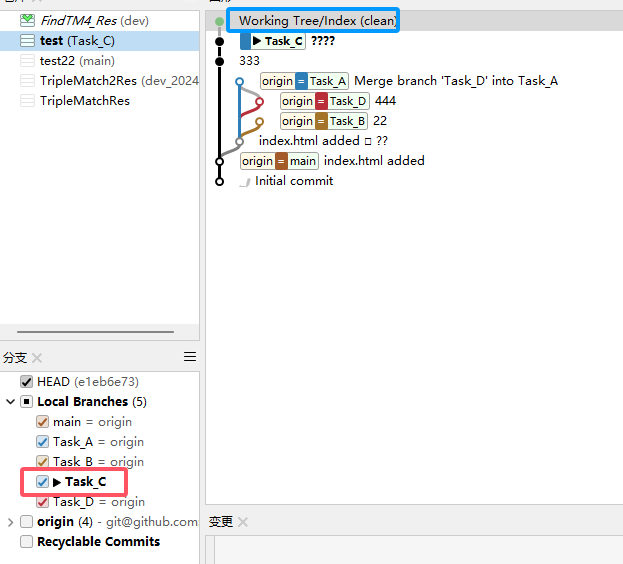 FindTM4_Res (dev)
test (Task_C)
test22 (main)
TripleMatch2Res (dev_2024
TripleMatchRes
Working Tree/Index (clean)
Task_C ????
333
origin = Task_A Merge branch 'Task_D' into Task_A
origin = Task_D 444
origin = Task_B 22
index.html added □ ??
origin = main index.html added
Initial commit
分支
HEAD (e1eb6e73)
Local Branches (5)
main = origin
Task_A = origin
Task_B = origin
Task_C
Task_D = origin
origin (4) - git@github.com
Recyclable Commits
变更